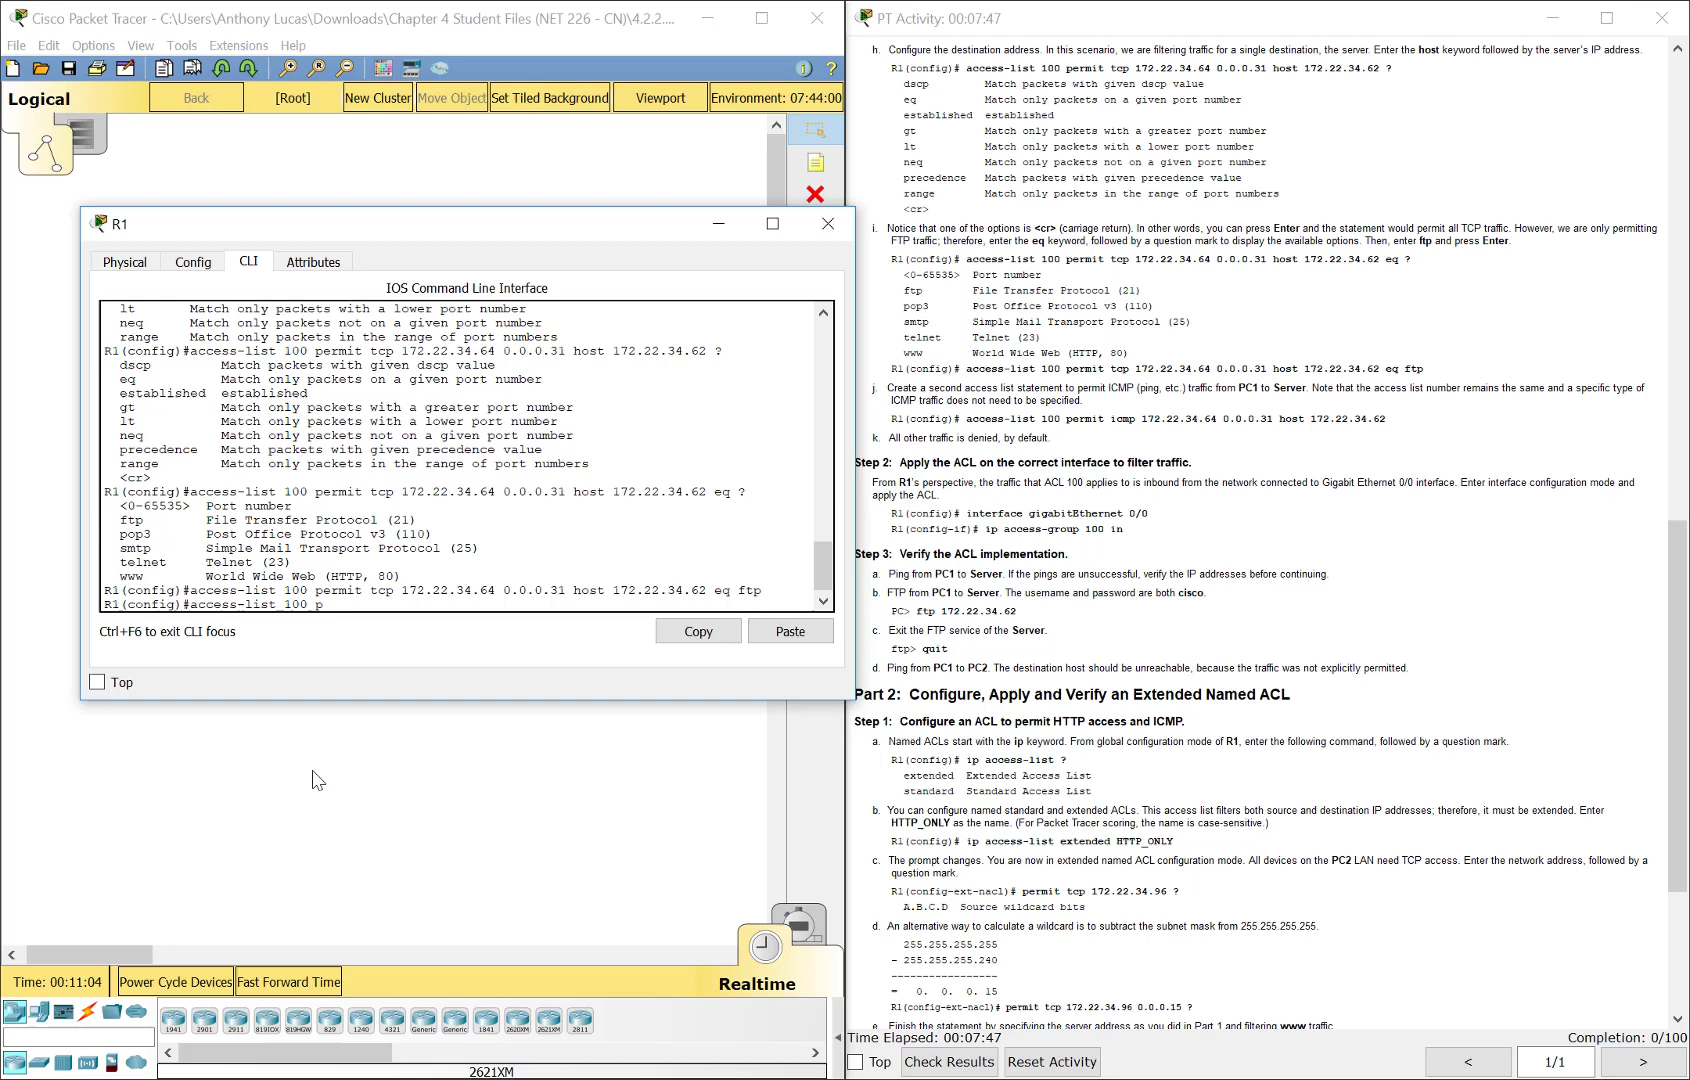 Cisco Packet Tracer - C:\Users\Anthony Lucas\Downloads\Chapter 4 Student Files (NET 226 - CN)\4.2.2....
File Edit Options View Tools Extensions Help
Logical
Back
[Root]
New Cluster
Move Object
Set Tiled Background
Viewport
Environment: 07:44:00
R1
Physical
Config
CLI
Attributes
IOS Command Line Interface
lt Match only packets with a lower port number
neq Match only packets not on a given port number
range Match only packets in the range of port numbers
R1(config)#access-list 100 permit tcp 172.22.34.64 0.0.0.31 host 172.22.34.62 ?
dscp Match packets with given dscp value
eq Match only packets on a given port number
established established
gt Match only packets with a greater port number
lt Match only packets with a lower port number
neq Match only packets not on a given port number
precedence Match packets with given precedence value
range Match only packets in the range of port numbers
<cr>
R1(config)#access-list 100 permit tcp 172.22.34.64 0.0.0.31 host 172.22.34.62 eq ?
<0-65535> Port number
ftp File Transfer Protocol (21)
pop3 Post Office Protocol v3 (110)
smtp Simple Mail Transport Protocol (25)
telnet Telnet (23)
www World Wide Web (HTTP, 80)
R1(config)#access-list 100 permit tcp 172.22.34.64 0.0.0.31 host 172.22.34.62 eq ftp
R1(config)#access-list 100 p
Ctrl+F6 to exit CLI focus
Copy
Paste
Top
Time: 00:11:04
Power Cycle Devices
Fast Forward Time
Realtime
1941 2901 2911 819IOX 819HGW 829 1240 4321 Generic Generic 1841 2620XM 2621XM 2811
2621XM
PT Activity: 00:07:47
h. Configure the destination address. In this scenario, we are filtering traffic for a single destination, the server. Enter the host keyword followed by the server's IP address.
R1(config)# access-list 100 permit tcp 172.22.34.64 0.0.0.31 host 172.22.34.62 ?
dscp Match packets with given dscp value
eq Match only packets on a given port number
established established
gt Match only packets with a greater port number
lt Match only packets with a lower port number
neq Match only packets not on a given port number
precedence Match packets with given precedence value
range Match only packets in the range of port numbers
<cr>
i. Notice that one of the options is <cr> (carriage return). In other words, you can press Enter and the statement would permit all TCP traffic. However, we are only permitting
FTP traffic; therefore, enter the eq keyword, followed by a question mark to display the available options. Then, enter ftp and press Enter.
R1(config)# access-list 100 permit tcp 172.22.34.64 0.0.0.31 host 172.22.34.62 eq ?
<0-65535> Port number
ftp File Transfer Protocol (21)
pop3 Post Office Protocol v3 (110)
smtp Simple Mail Transport Protocol (25)
telnet Telnet (23)
www World Wide Web (HTTP, 80)
R1(config)# access-list 100 permit tcp 172.22.34.64 0.0.0.31 host 172.22.34.62 eq ftp
j. Create a second access list statement to permit ICMP (ping, etc.) traffic from PC1 to Server. Note that the access list number remains the same and a specific type of
ICMP traffic does not need to be specified.
R1(config)# access-list 100 permit icmp 172.22.34.64 0.0.0.31 host 172.22.34.62
k. All other traffic is denied, by default.
Step 2: Apply the ACL on the correct interface to filter traffic.
From R1's perspective, the traffic that ACL 100 applies to is inbound from the network connected to Gigabit Ethernet 0/0 interface. Enter interface configuration mode and
apply the ACL.
R1(config)# interface gigabitEthernet 0/0
R1(config-if)# ip access-group 100 in
Step 3: Verify the ACL implementation.
a. Ping from PC1 to Server. If the pings are unsuccessful, verify the IP addresses before continuing.
b. FTP from PC1 to Server. The username and password are both cisco.
PC> ftp 172.22.34.62
c. Exit the FTP service of the Server.
ftp> quit
d. Ping from PC1 to PC2. The destination host should be unreachable, because the traffic was not explicitly permitted.
Part 2: Configure, Apply and Verify an Extended Named ACL
Step 1: Configure an ACL to permit HTTP access and ICMP.
a. Named ACLs start with the ip keyword. From global configuration mode of R1, enter the following command, followed by a question mark.
R1(config)# ip access-list ?
extended Extended Access List
standard Standard Access List
b. You can configure named standard and extended ACLs. This access list filters both source and destination IP addresses; therefore, it must be extended. Enter
HTTP_ONLY as the name. (For Packet Tracer scoring, the name is case-sensitive.)
R1(config)# ip access-list extended HTTP_ONLY
c. The prompt changes. You are now in extended named ACL configuration mode. All devices on the PC2 LAN need TCP access. Enter the network address, followed by a
question mark.
R1(config-ext-nacl)# permit tcp 172.22.34.96 ?
A.B.C.D Source wildcard bits
d. An alternative way to calculate a wildcard is to subtract the subnet mask from 255.255.255.255.
255.255.255.255
- 255.255.255.240
-----------------
= 0. 0. 0. 15
R1(config-ext-nacl)# permit tcp 172.22.34.96 0.0.0.15 ?
e. Finish the statement by specifying the server address as you did in Part 1 and filtering www traffic.
Time Elapsed: 00:07:47
Completion: 0/100
Top
Check Results
Reset Activity
<
1/1
>